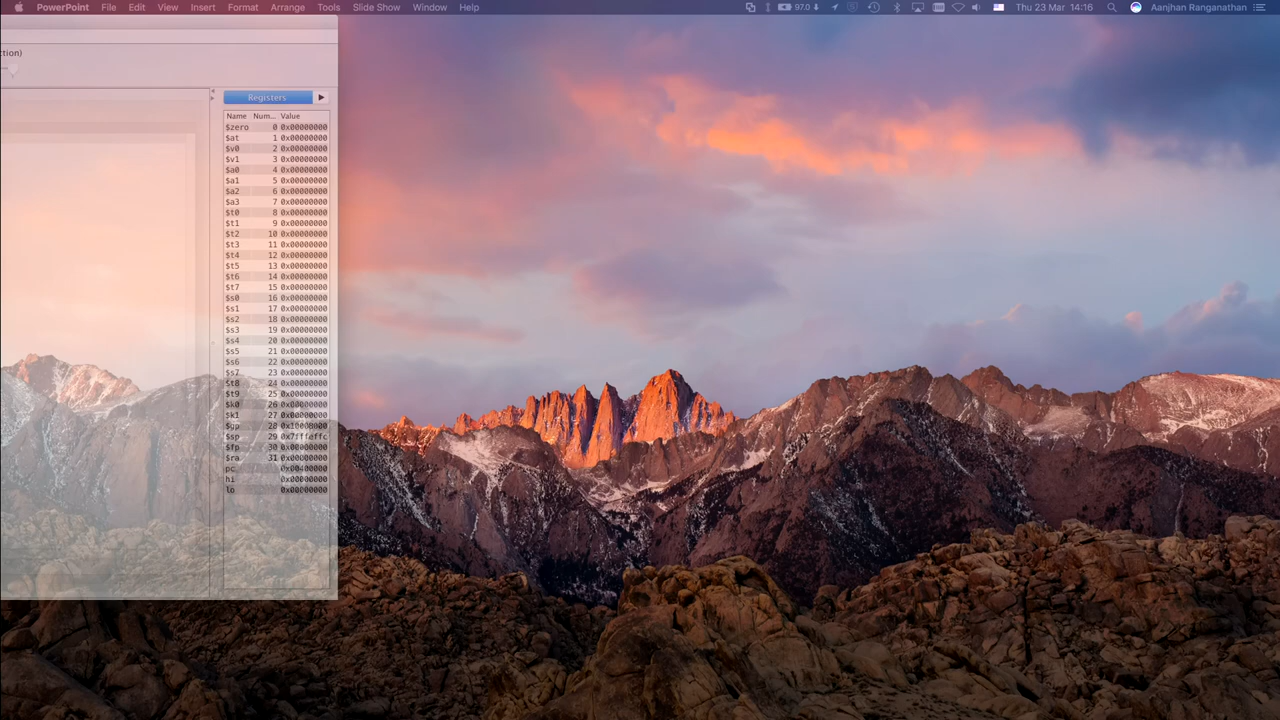 PowerPoint File Edit View Insert Format Arrange Tools Slide Show Window Help 97.0 Thu 23 Mar 14:16 Aanjhan Ranganathan
ction)
Registers
Name Num... Value
$zero 0 0x00000000
$at 1 0x00000000
$v0 2 0x00000000
$v1 3 0x00000000
$a0 4 0x00000000
$a1 5 0x00000000
$a2 6 0x00000000
$a3 7 0x00000000
$t0 8 0x00000000
$t1 9 0x00000000
$t2 10 0x00000000
$t3 11 0x00000000
$t4 12 0x00000000
$t5 13 0x00000000
$t6 14 0x00000000
$t7 15 0x00000000
$s0 16 0x00000000
$s1 17 0x00000000
$s2 18 0x00000000
$s3 19 0x00000000
$s4 20 0x00000000
$s5 21 0x00000000
$s6 22 0x00000000
$s7 23 0x00000000
$t8 24 0x00000000
$t9 25 0x00000000
$k0 26 0x00000000
$k1 27 0x00000000
$gp 28 0x10008000
$sp 29 0x7fffeffc
$fp 30 0x00000000
$ra 31 0x00000000
pc 0x00400000
hi 0x00000000
lo 0x00000000